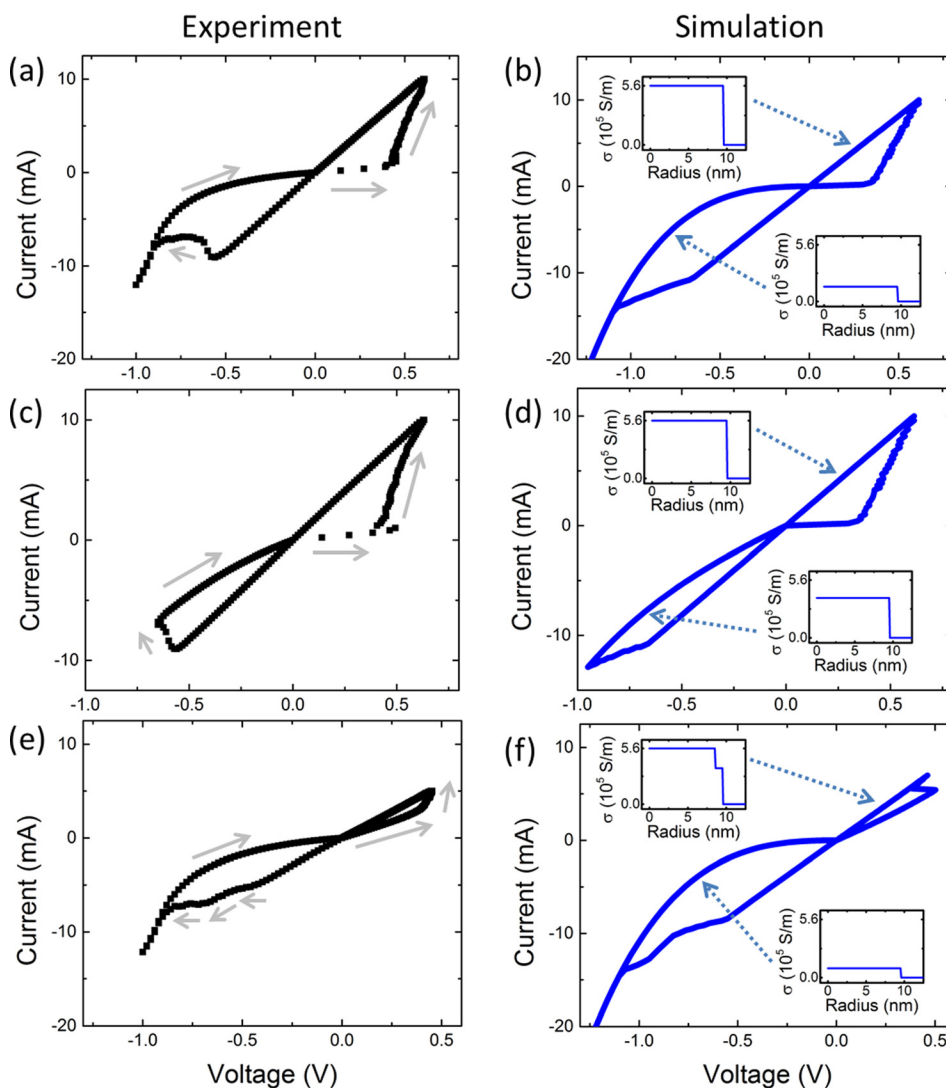 Experiment
Simulation
(a)
Current (mA)
10
0
-10
-20
-1.0
-0.5
0.0
0.5
(b)
Current (mA)
10
0
-10
-20
-1.0
-0.5
0.0
0.5
σ (10⁵ S/m)
5.6
0.0
0
5
10
Radius (nm)
σ (10⁵ S/m)
5.6
0.0
0
5
10
Radius (nm)
(c)
Current (mA)
10
0
-10
-1.0
-0.5
0.0
0.5
(d)
Current (mA)
10
5
0
-5
-10
-15
-1.0
-0.5
0.0
0.5
σ (10⁵ S/m)
5.6
0.0
0
5
10
Radius (nm)
σ (10⁵ S/m)
5.6
0.0
0
5
10
Radius (nm)
(e)
Current (mA)
10
0
-10
-20
-1.0
-0.5
0.0
0.5
Voltage (V)
(f)
Current (mA)
10
5
0
-5
-10
-15
-20
-1.0
-0.5
0.0
0.5
Voltage (V)
σ (10⁵ S/m)
5.6
0.0
0
5
10
Radius (nm)
σ (10⁵ S/m)
5.6
0.0
0
5
10
Radius (nm)